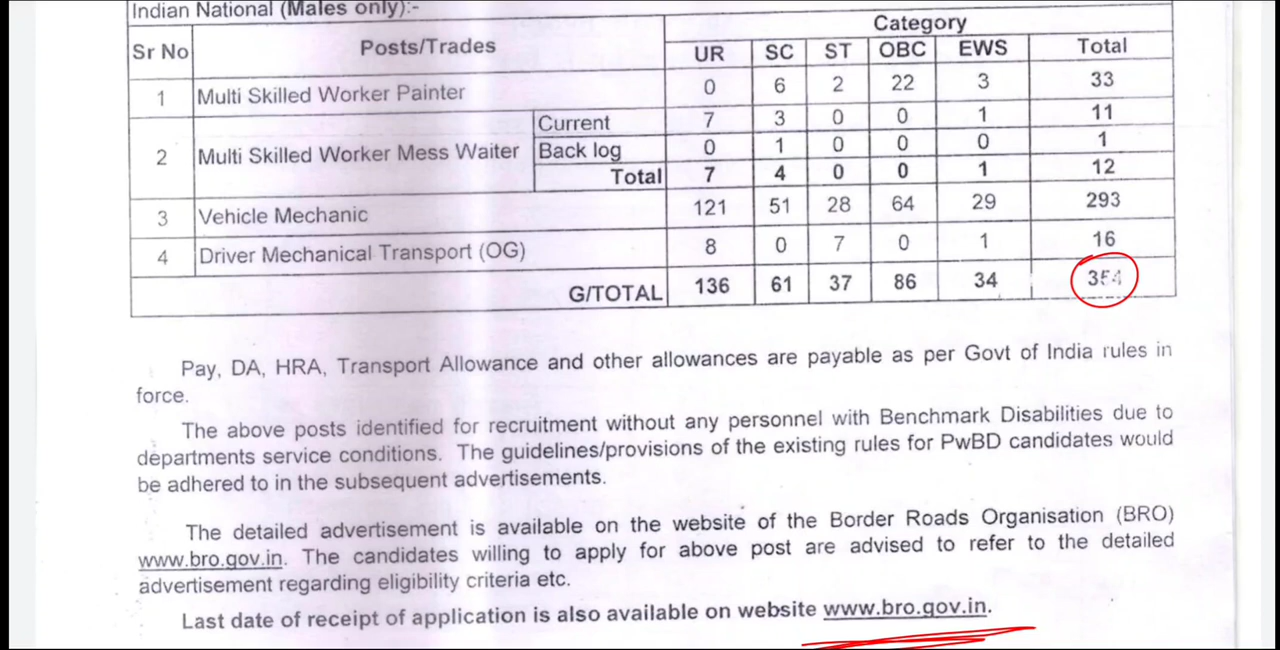 Indian National (Males only):-
Sr No Posts/Trades Category
UR SC ST OBC EWS Total
1 Multi Skilled Worker Painter 0 6 2 22 3 33
2 Multi Skilled Worker Mess Waiter Current 7 3 0 0 1 11
Back log 0 1 0 0 0 1
Total 7 4 0 0 1 12
3 Vehicle Mechanic 121 51 28 64 29 293
4 Driver Mechanical Transport (OG) 8 0 7 0 1 16
G/TOTAL 136 61 37 86 34 354
Pay, DA, HRA, Transport Allowance and other allowances are payable as per Govt of India rules in
force.
The above posts identified for recruitment without any personnel with Benchmark Disabilities due to
departments service conditions. The guidelines/provisions of the existing rules for PwBD candidates would
be adhered to in the subsequent advertisements.
The detailed advertisement is available on the website of the Border Roads Organisation (BRO)
www.bro.gov.in. The candidates willing to apply for above post are advised to refer to the detailed
advertisement regarding eligibility criteria etc.
Last date of receipt of application is also available on website www.bro.gov.in.